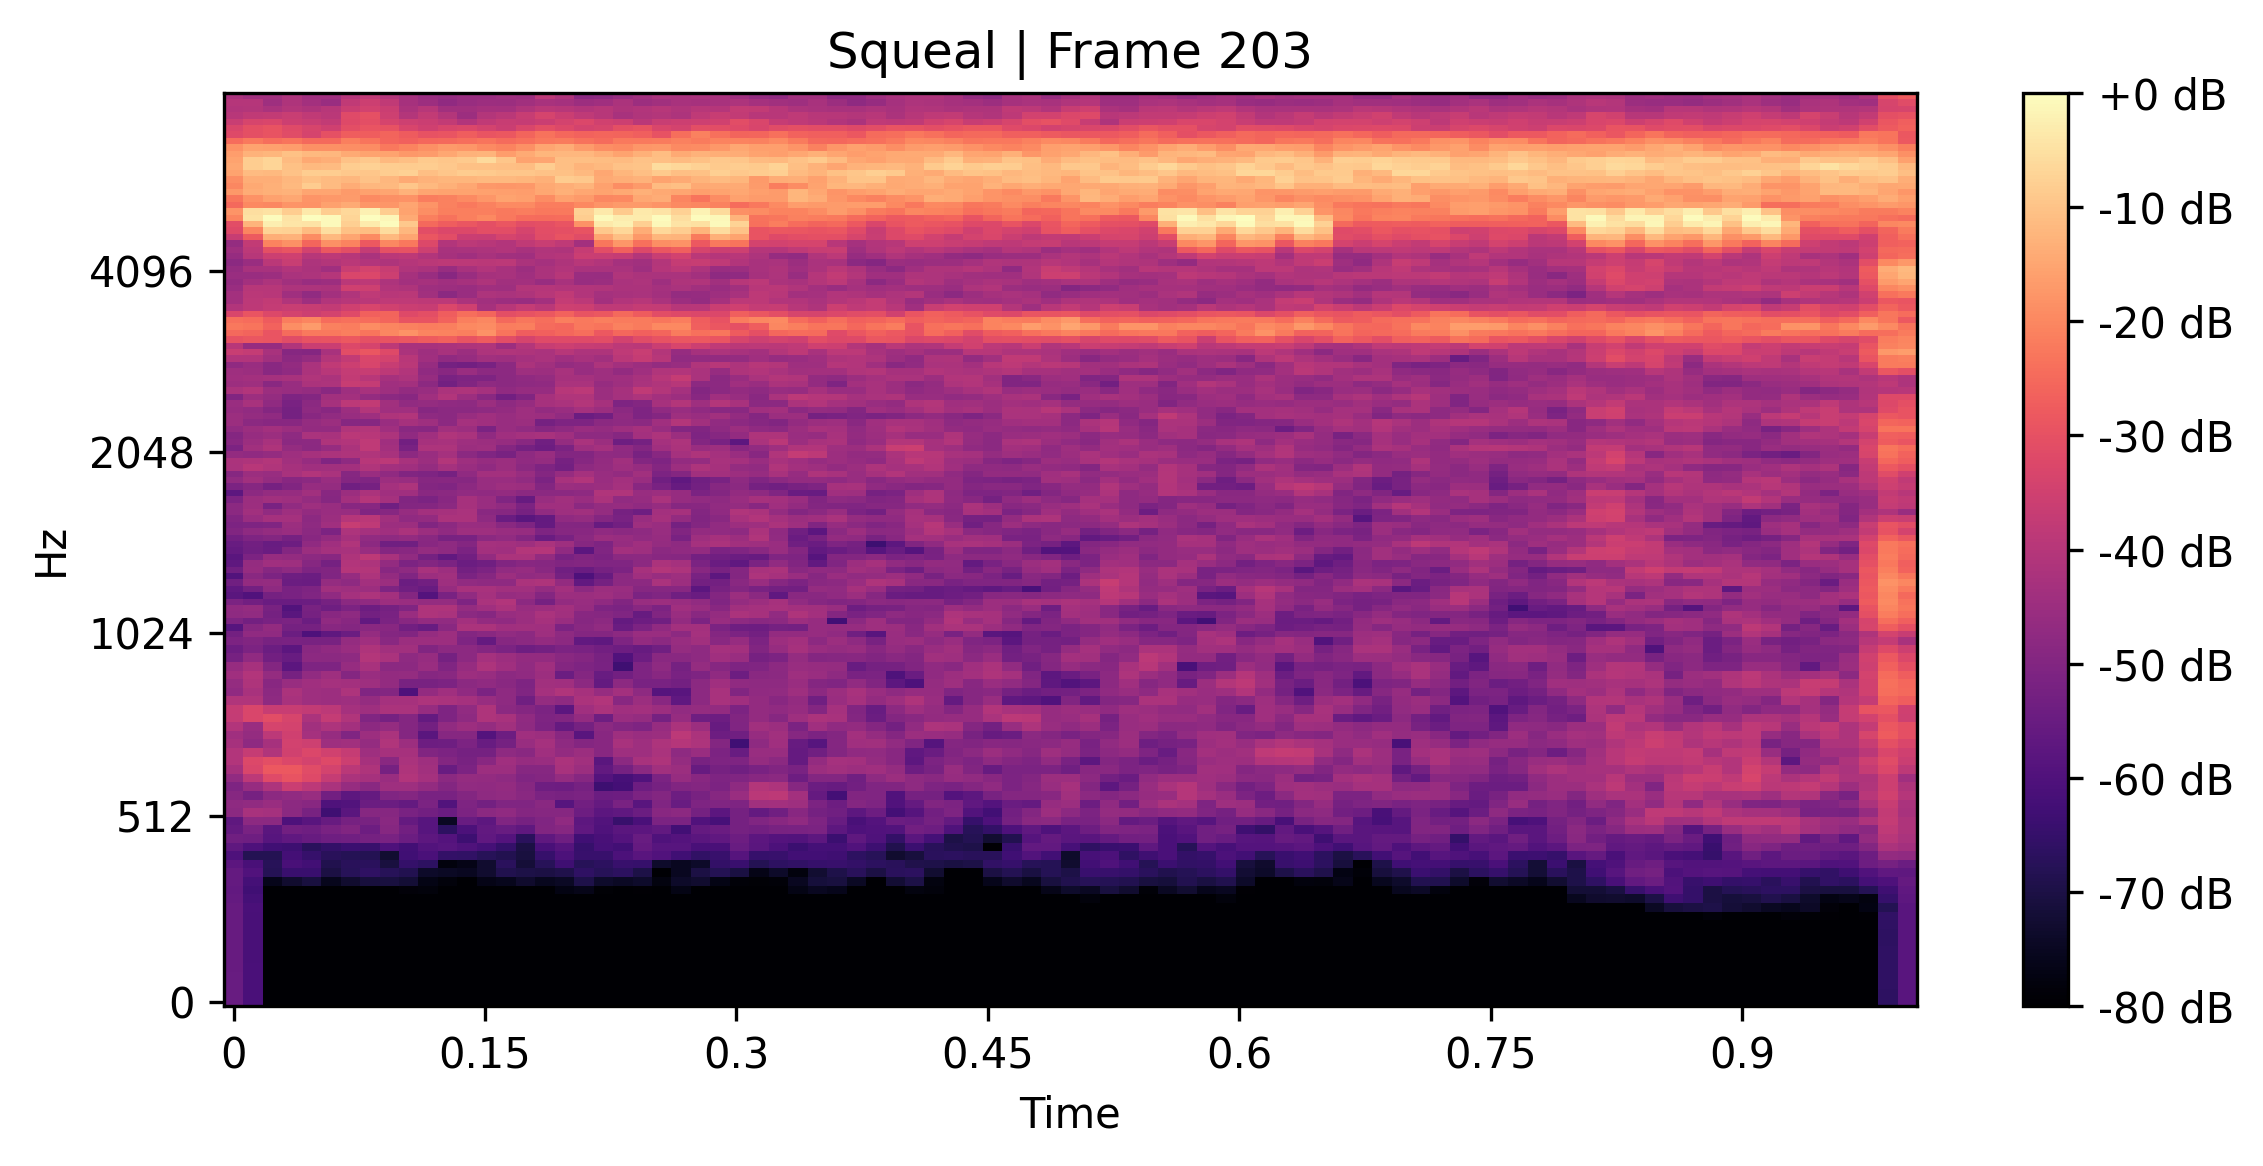 Squeal | Frame 203
+0 dB
-10 dB
-20 dB
-30 dB
-40 dB
-50 dB
-60 dB
-70 dB
-80 dB
4096
2048
1024
512
0
Hz
0 0.15 0.3 0.45 0.6 0.75 0.9
Time